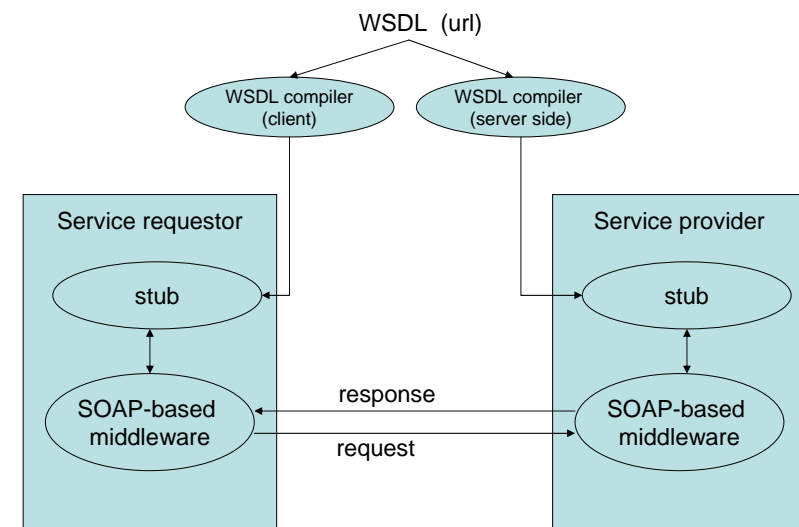 WSDL (url)
WSDL compiler
(client)
WSDL compiler
(server side)
Service requestor
Service provider
stub
stub
response
SOAP-based
middleware
SOAP-based
middleware
request